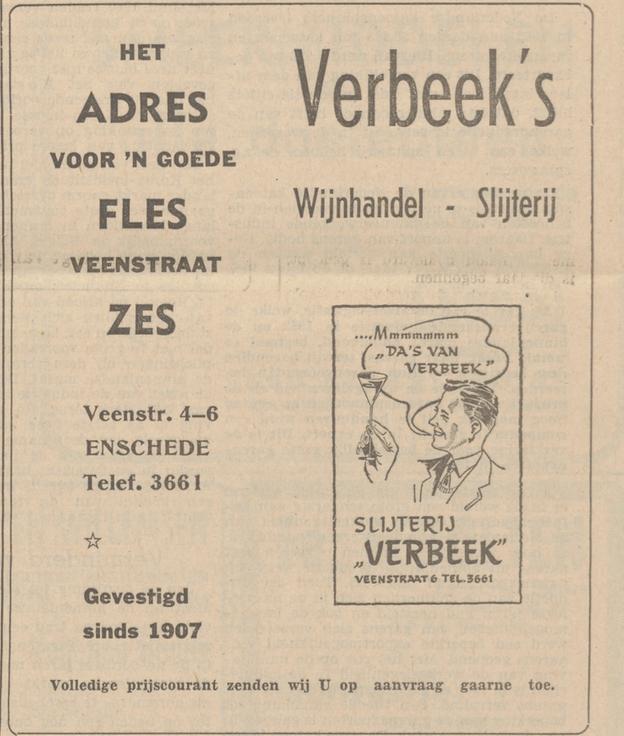 HET
ADRES
VOOR 'N GOEDE
FLES
VEENSTRAAT
ZES
Veenstr. 4–6
ENSCHEDE
Telef. 3661
☆
Gevestigd
sinds 1907
Verbeek's
Wijnhandel - Slijterij
....Mmmmmmm
„DA'S VAN
VERBEEK"
SLIJTERIJ
„VERBEEK"
VEENSTRAAT 6 TEL. 3661
Volledige prijscourant zenden wij U op aanvraag gaarne toe.